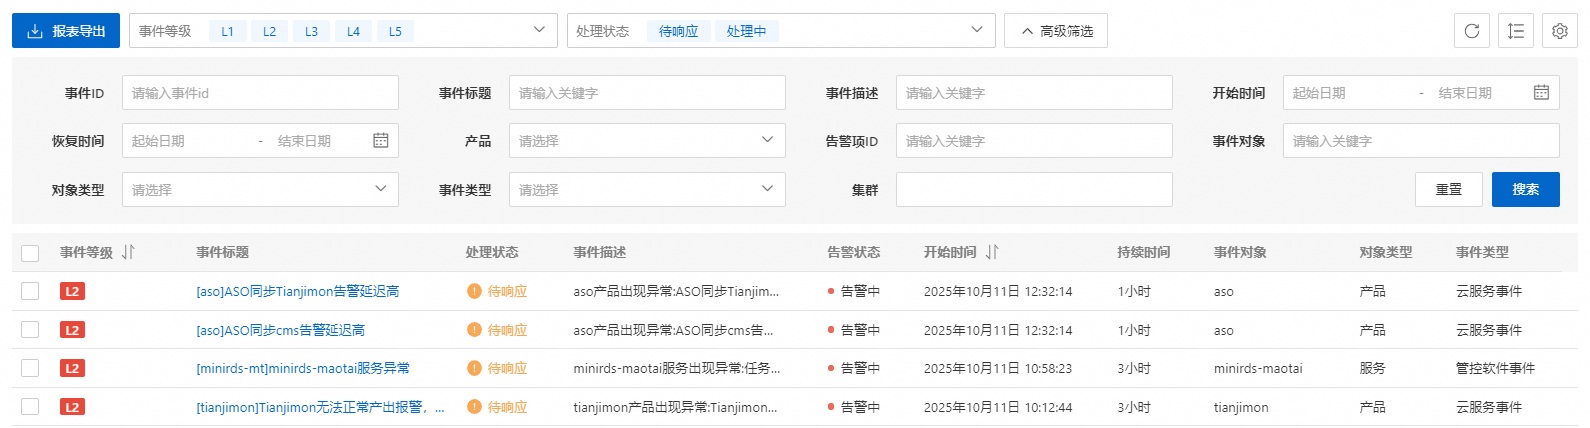 报表导出 事件等级 L1 L2 L3 L4 L5 处理状态 待响应 处理中 高级筛选
事件ID 请输入事件id 事件标题 请输入关键字 事件描述 请输入关键字 开始时间 起始日期 - 结束日期
恢复时间 起始日期 - 结束日期 产品 请选择 告警项ID 请输入关键字 事件对象 请输入关键字
对象类型 请选择 事件类型 请选择 集群 重置 搜索
事件等级 事件标题 处理状态 事件描述 告警状态 开始时间 持续时间 事件对象 对象类型 事件类型
L2 [aso]ASO同步Tianjimon告警延迟高 待响应 aso产品出现异常:ASO同步Tianjim... 告警中 2025年10月11日 12:32:14 1小时 aso 产品 云服务事件
L2 [aso]ASO同步cms告警延迟高 待响应 aso产品出现异常:ASO同步cms告... 告警中 2025年10月11日 12:32:14 1小时 aso 产品 云服务事件
L2 [minirds-mt]minirds-maotai服务异常 待响应 minirds-maotai服务出现异常:任务... 告警中 2025年10月11日 10:58:23 3小时 minirds-maotai 服务 管控软件事件
L2 [tianjimon]Tianjimon无法正常产出报警，... 待响应 tianjimon产品出现异常:Tianjimon... 告警中 2025年10月11日 10:12:44 3小时 tianjimon 产品 云服务事件